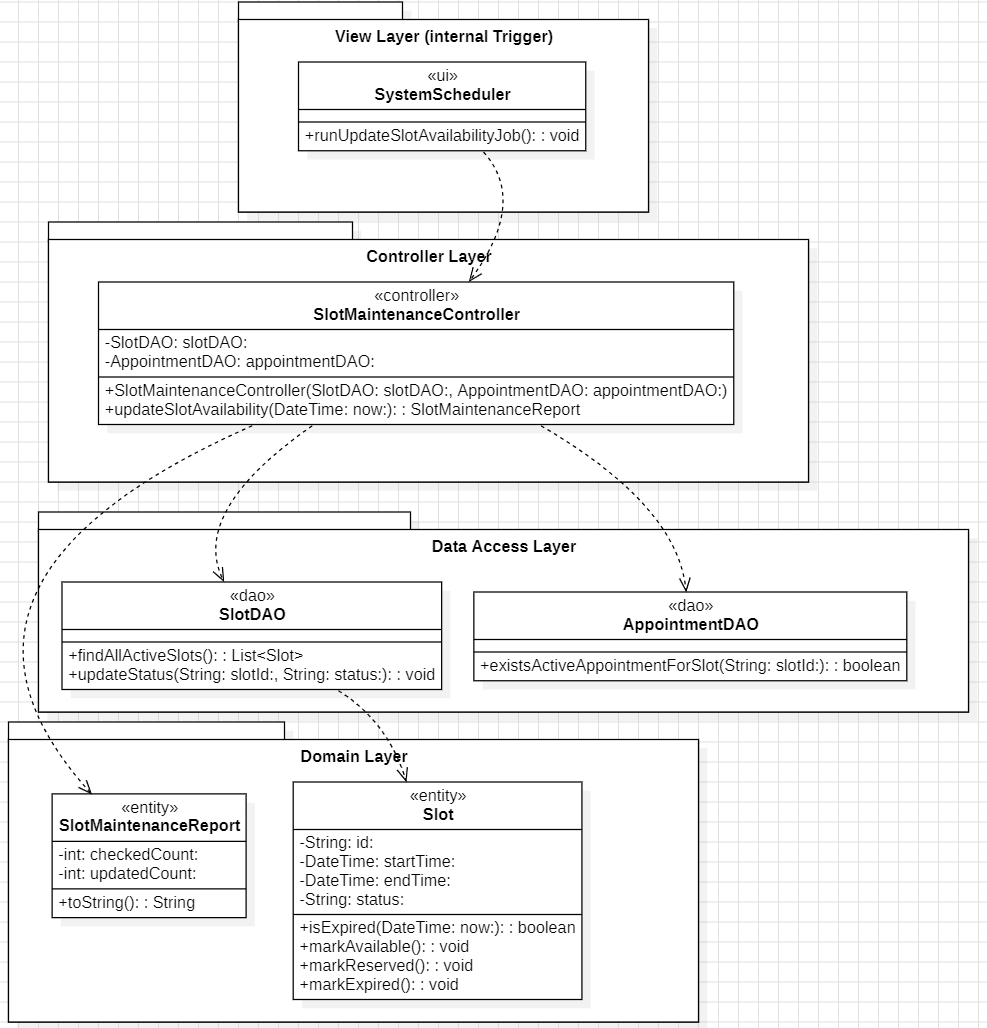 View Layer (internal Trigger)
«ui»
SystemScheduler
+runUpdateSlotAvailabilityJob(): : void
Controller Layer
«controller»
SlotMaintenanceController
-SlotDAO: slotDAO:
-AppointmentDAO: appointmentDAO:
+SlotMaintenanceController(SlotDAO: slotDAO:, AppointmentDAO: appointmentDAO:)
+updateSlotAvailability(DateTime: now:): : SlotMaintenanceReport
Data Access Layer
«dao»
SlotDAO
+findAllActiveSlots(): : List<Slot>
+updateStatus(String: slotId:, String: status:): : void
«dao»
AppointmentDAO
+existsActiveAppointmentForSlot(String: slotId:): : boolean
Domain Layer
«entity»
SlotMaintenanceReport
-int: checkedCount:
-int: updatedCount:
+toString(): : String
«entity»
Slot
-String: id:
-DateTime: startTime:
-DateTime: endTime:
-String: status:
+isExpired(DateTime: now:): : boolean
+markAvailable(): : void
+markReserved(): : void
+markExpired(): : void